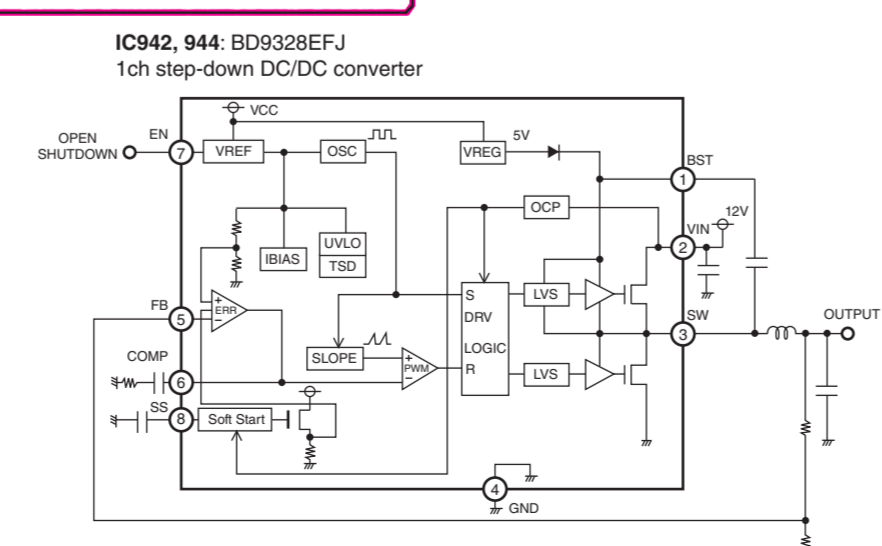 IC942, 944: BD9328EFJ
1ch step-down DC/DC converter
VCC
OPEN
SHUTDOWN
EN
7
VREF
OSC
VREG
5V
BST
1
OCP
12V
VIN
2
IBIAS
UVLO
TSD
FB
5
+
ERR
−
S
DRV
LOGIC
R
LVS
SW
3
OUTPUT
SLOPE
+
PWM
−
LVS
COMP
6
SS
8
Soft Start
4
GND